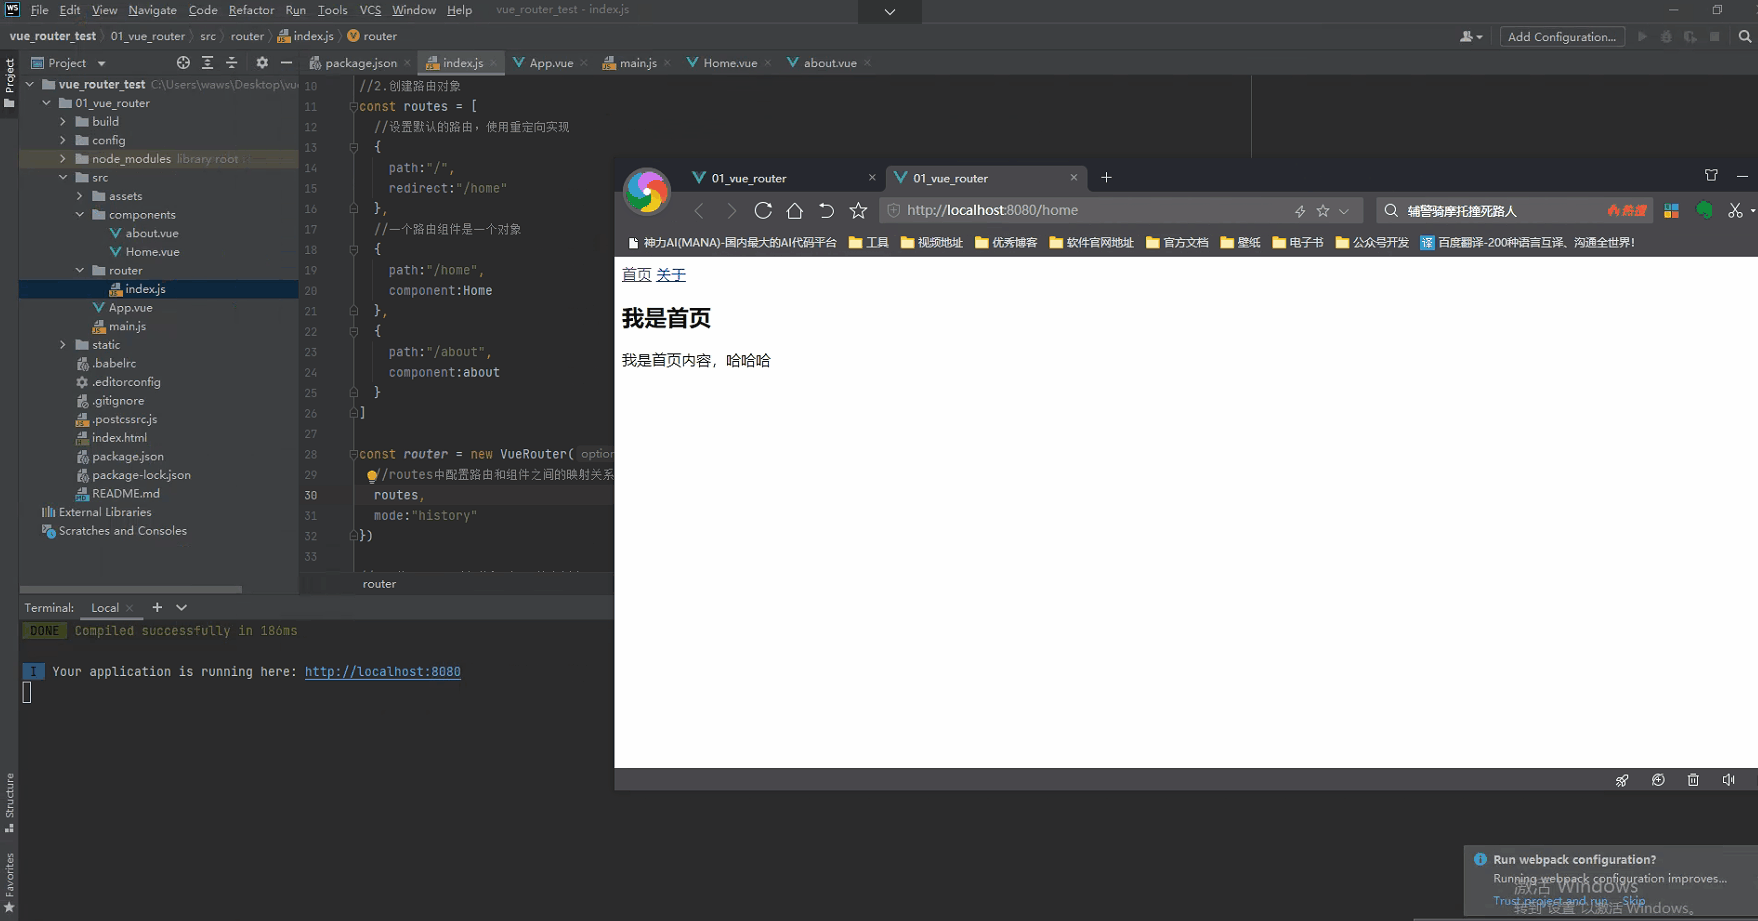 File Edit View Navigate Code Refactor Run Tools VCS Window Help vue_router_test - index.js
vue_router_test 01_vue_router src router index.js router
Add Configuration...
Project
Project
package.json index.js App.vue main.js Home.vue about.vue
vue_router_test C:\Users\waws\Desktop\vu
01_vue_router
build
config
node_modules library root
src
assets
components
about.vue
Home.vue
router
index.js
App.vue
main.js
static
.babelrc
.editorconfig
.gitignore
.postcssrc.js
index.html
package.json
package-lock.json
README.md
External Libraries
Scratches and Consoles
10 //2.创建路由对象
11 const routes = [
12 //设置默认的路由，使用重定向实现
13 {
14 path:"/",
15 redirect:"/home"
16 },
17 //一个路由组件是一个对象
18 {
19 path:"/home",
20 component:Home
21 },
22 {
23 path:"/about",
24 component:about
25 }
26 ]
27
28 const router = new VueRouter( option
29 //routes中配置路由和组件之间的映射关系
30 routes,
31 mode:"history"
32 })
33
router
01_vue_router 01_vue_router
http://localhost:8080/home
辅警骑摩托撞死路人 热搜
神力AI(MANA)-国内最大的AI代码平台 工具 视频地址 优秀博客 软件官网地址 官方文档 壁纸 电子书 公众号开发 译 百度翻译-200种语言互译、沟通全世界!
首页 关于
我是首页
我是首页内容，哈哈哈
Terminal: Local
DONE Compiled successfully in 186ms
I Your application is running here: http://localhost:8080
Structure
Favorites
Run webpack configuration?
Running webpack configuration improves...
激活 Windows
Trust project and run Skip
转到"设置"以激活 Windows。